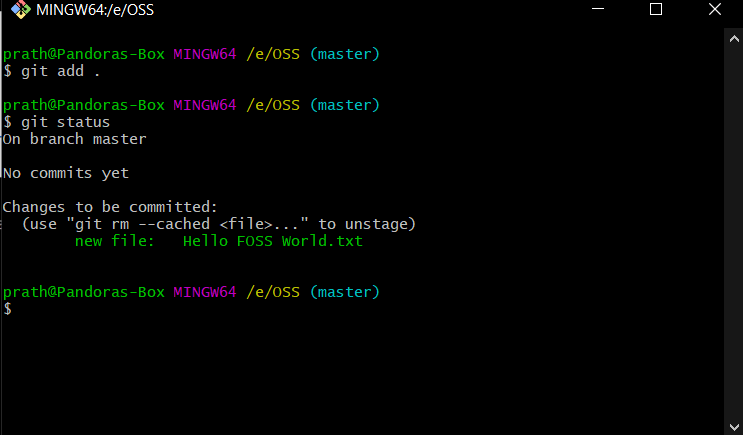 MINGW64:/e/OSS
prath@Pandoras-Box MINGW64 /e/OSS (master)
$ git add .
prath@Pandoras-Box MINGW64 /e/OSS (master)
$ git status
On branch master
No commits yet
Changes to be committed:
  (use "git rm --cached <file>..." to unstage)
        new file:   Hello FOSS World.txt
prath@Pandoras-Box MINGW64 /e/OSS (master)
$